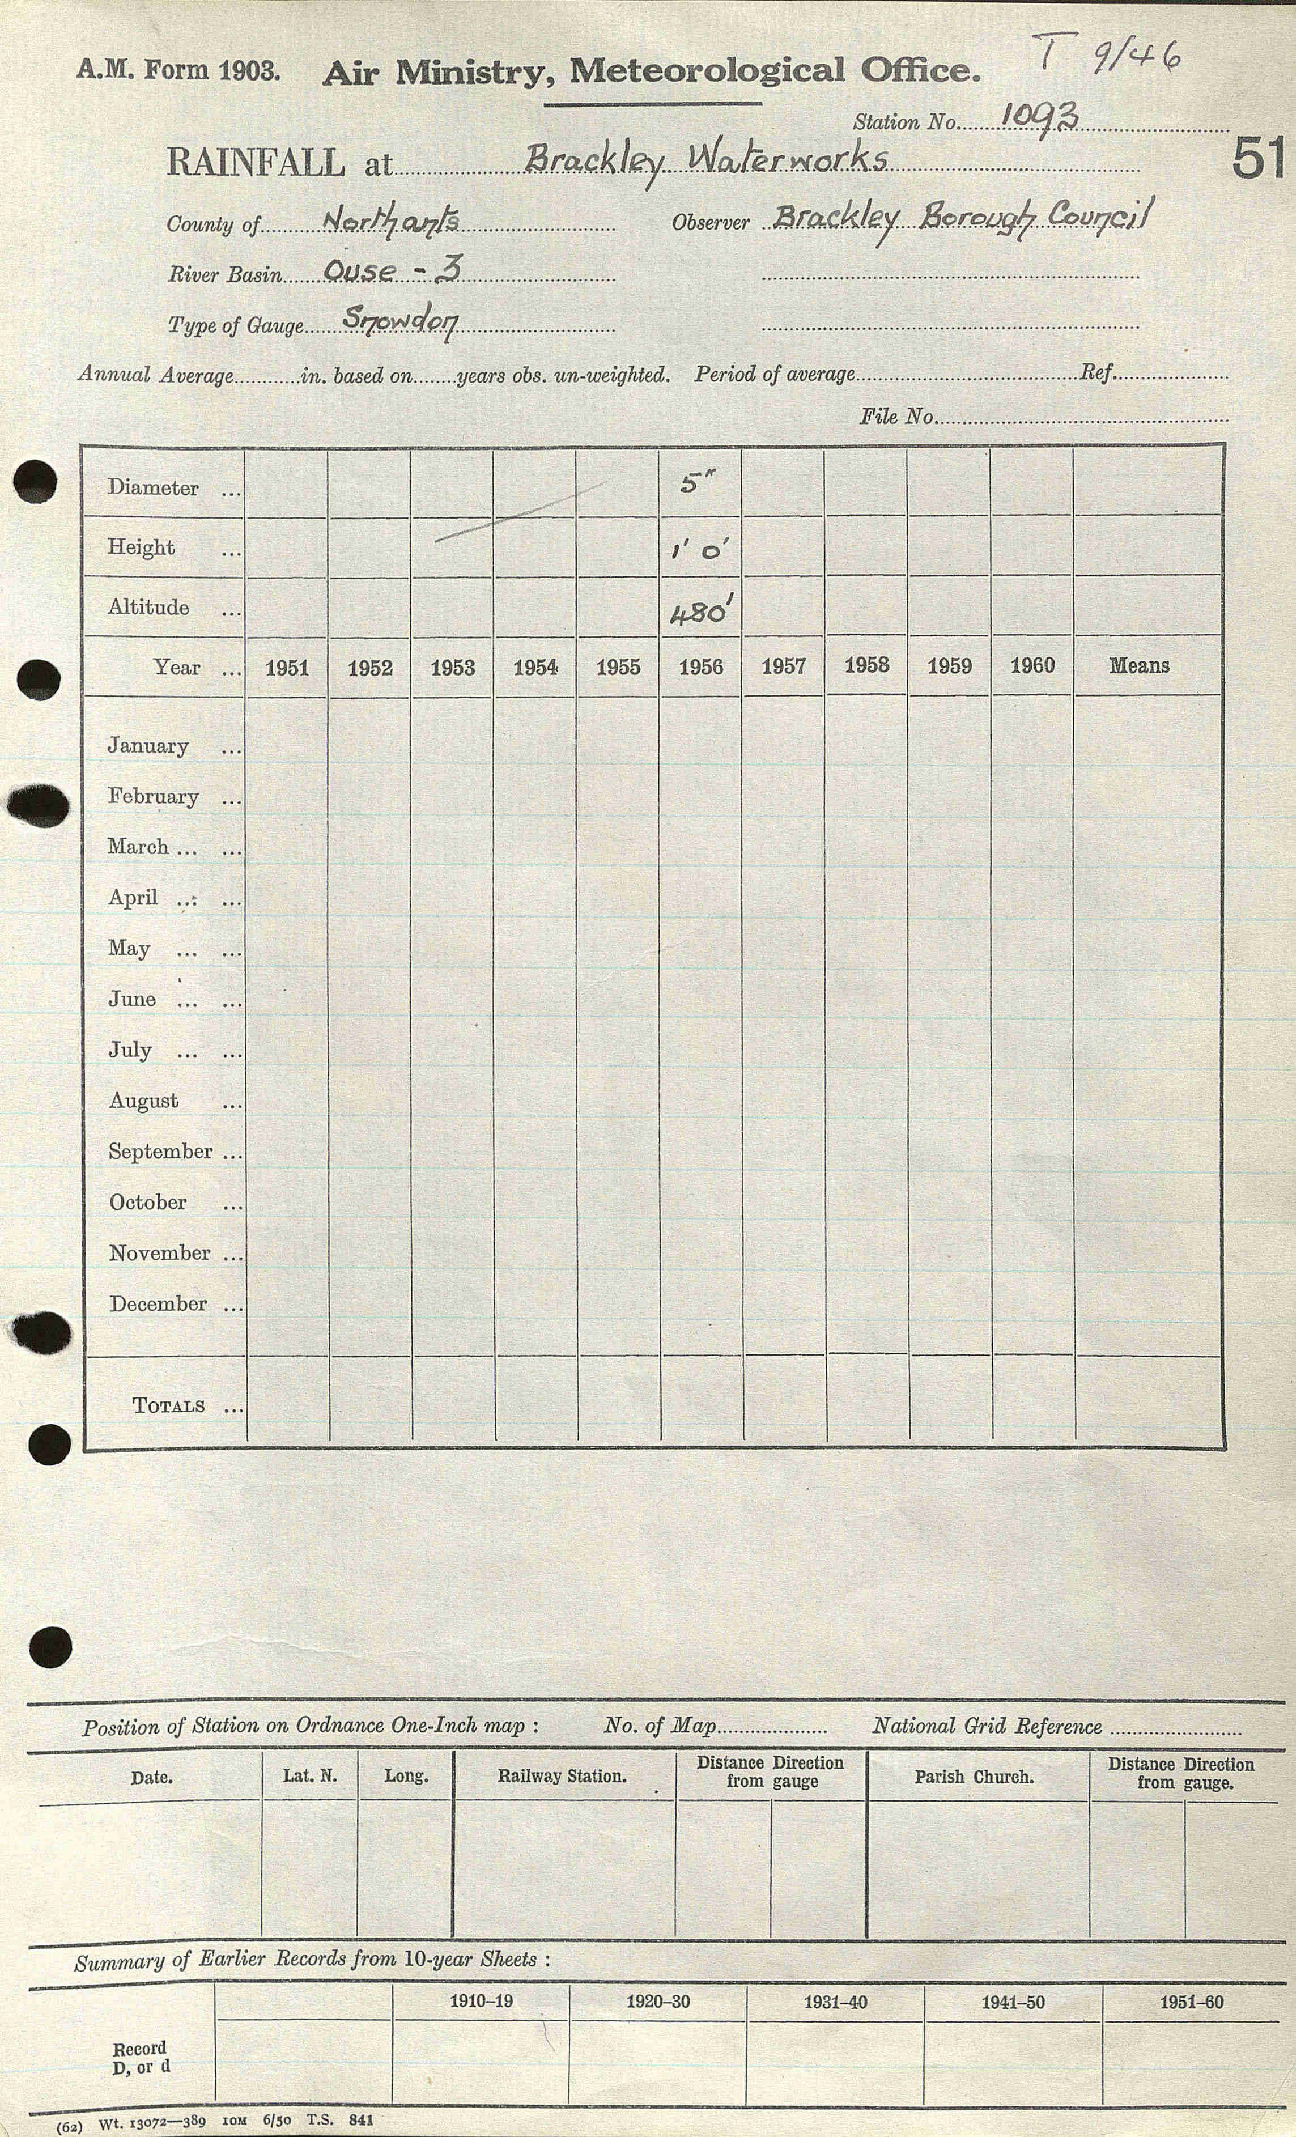 T 9/46
A.M. Form 1903. Air Ministry, Meteorological Office.
Station No. 1093
51
RAINFALL at Brackley Waterworks
County of Northants Observer Brackley Borough Council
River Basin Ouse - 3
Type of Gauge Snowdon
Annual Average............in. based on........years obs. un-weighted. Period of average........................Ref.....................
File No.
Diameter ... 5"
Height ... 1' 0'
Altitude ... 480'
Year ... 1951 1952 1953 1954 1955 1956 1957 1958 1959 1960 Means
January ...
February ...
March ... ...
April ... ...
May ... ...
June ... ...
July ... ...
August ...
September ...
October ...
November ...
December ...
TOTALS ...
Position of Station on Ordnance One-Inch map : No. of Map.................... National Grid Reference ........................
Date. Lat. N. Long. Railway Station. Distance Direction from gauge Parish Church. Distance Direction from gauge.
Summary of Earlier Records from 10-year Sheets :
1910–19 1920–30 1931–40 1941–50 1951–60
Record
D, or d
(62) Wt. 13072—389 10M 6/50 T.S. 841